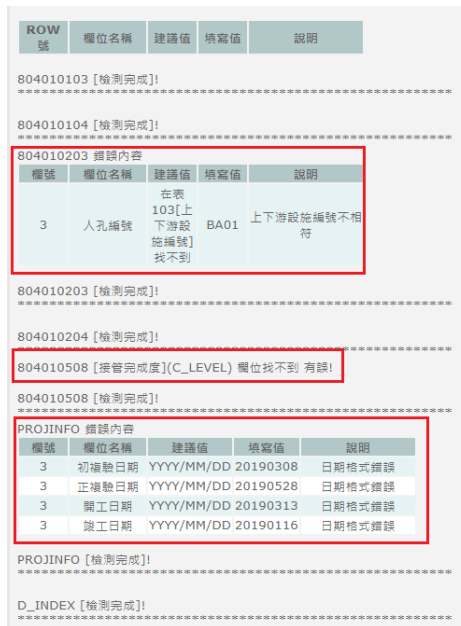 ROW號 欄位名稱 建議值 填寫值 說明
804010103 [檢測完成]!
******************************************************
804010104 [檢測完成]!
******************************************************
804010203 錯誤內容
欄號 欄位名稱 建議值 填寫值 說明
3 人孔編號 在表103[上下游設施編號]找不到 BA01 上下游設施編號不相符
804010203 [檢測完成]!
******************************************************
804010204 [檢測完成]!
******************************************************
804010508 [接管完成度](C_LEVEL) 欄位找不到 有誤!
804010508 [檢測完成]!
******************************************************
PROJINFO 錯誤內容
欄號 欄位名稱 建議值 填寫值 說明
3 初複驗日期 YYYY/MM/DD 20190308 日期格式錯誤
3 正複驗日期 YYYY/MM/DD 20190528 日期格式錯誤
3 開工日期 YYYY/MM/DD 20190313 日期格式錯誤
3 竣工日期 YYYY/MM/DD 20190116 日期格式錯誤
PROJINFO [檢測完成]!
******************************************************
D_INDEX [檢測完成]!
******************************************************